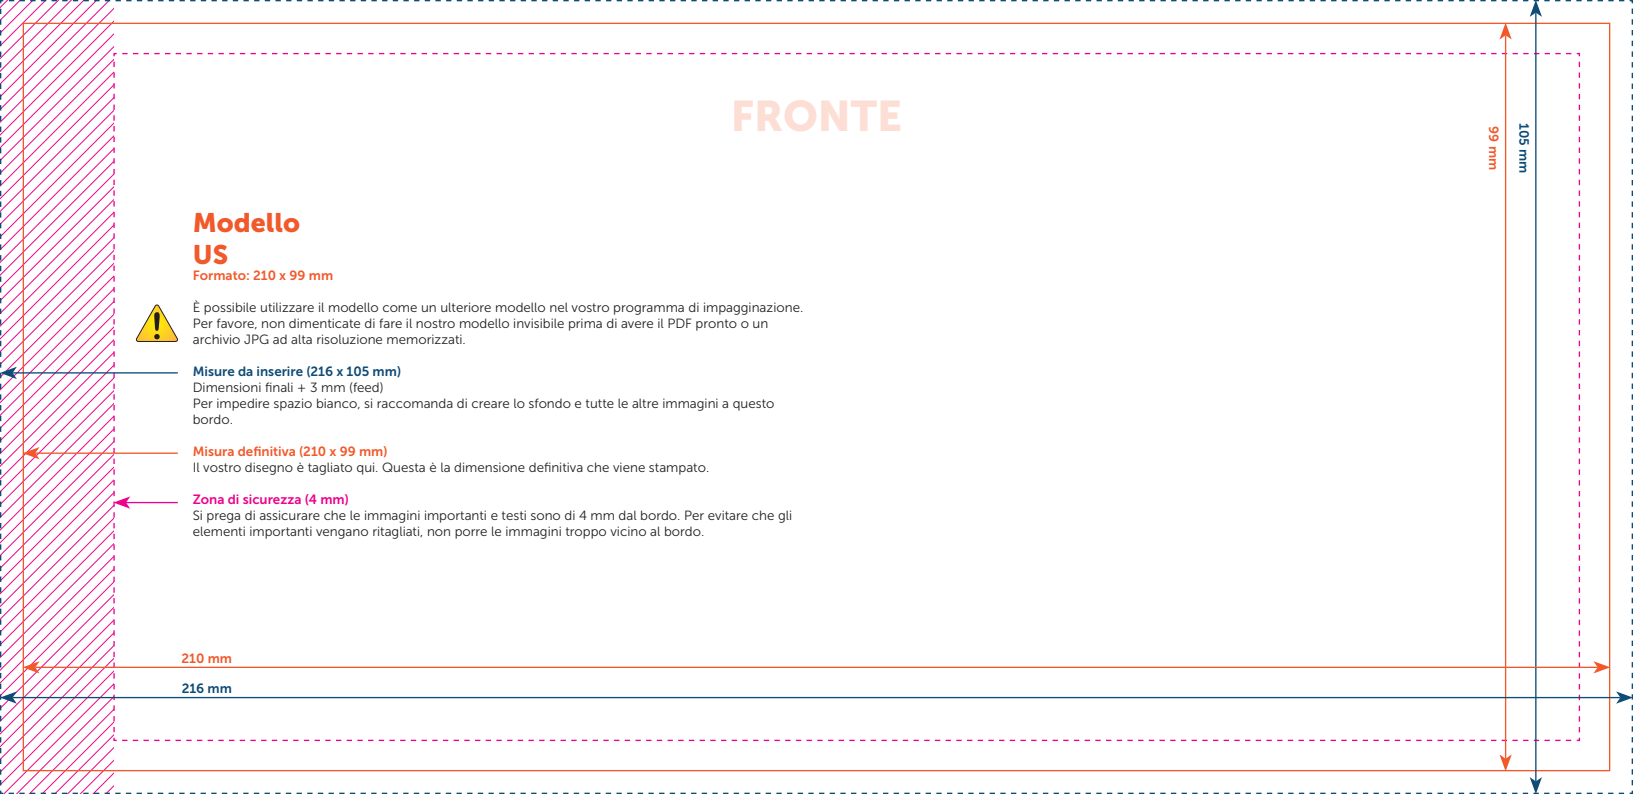 FRONTE
99 mm
105 mm
Modello
US
Formato: 210 x 99 mm
È possibile utilizzare il modello come un ulteriore modello nel vostro programma di impagginazione.
Per favore, non dimenticate di fare il nostro modello invisibile prima di avere il PDF pronto o un
archivio JPG ad alta risoluzione memorizzati.
Misure da inserire (216 x 105 mm)
Dimensioni finali + 3 mm (feed)
Per impedire spazio bianco, si raccomanda di creare lo sfondo e tutte le altre immagini a questo
bordo.
Misura definitiva (210 x 99 mm)
Il vostro disegno è tagliato qui. Questa è la dimensione definitiva che viene stampato.
Zona di sicurezza (4 mm)
Si prega di assicurare che le immagini importanti e testi sono di 4 mm dal bordo. Per evitare che gli
elementi importanti vengano ritagliati, non porre le immagini troppo vicino al bordo.
210 mm
216 mm